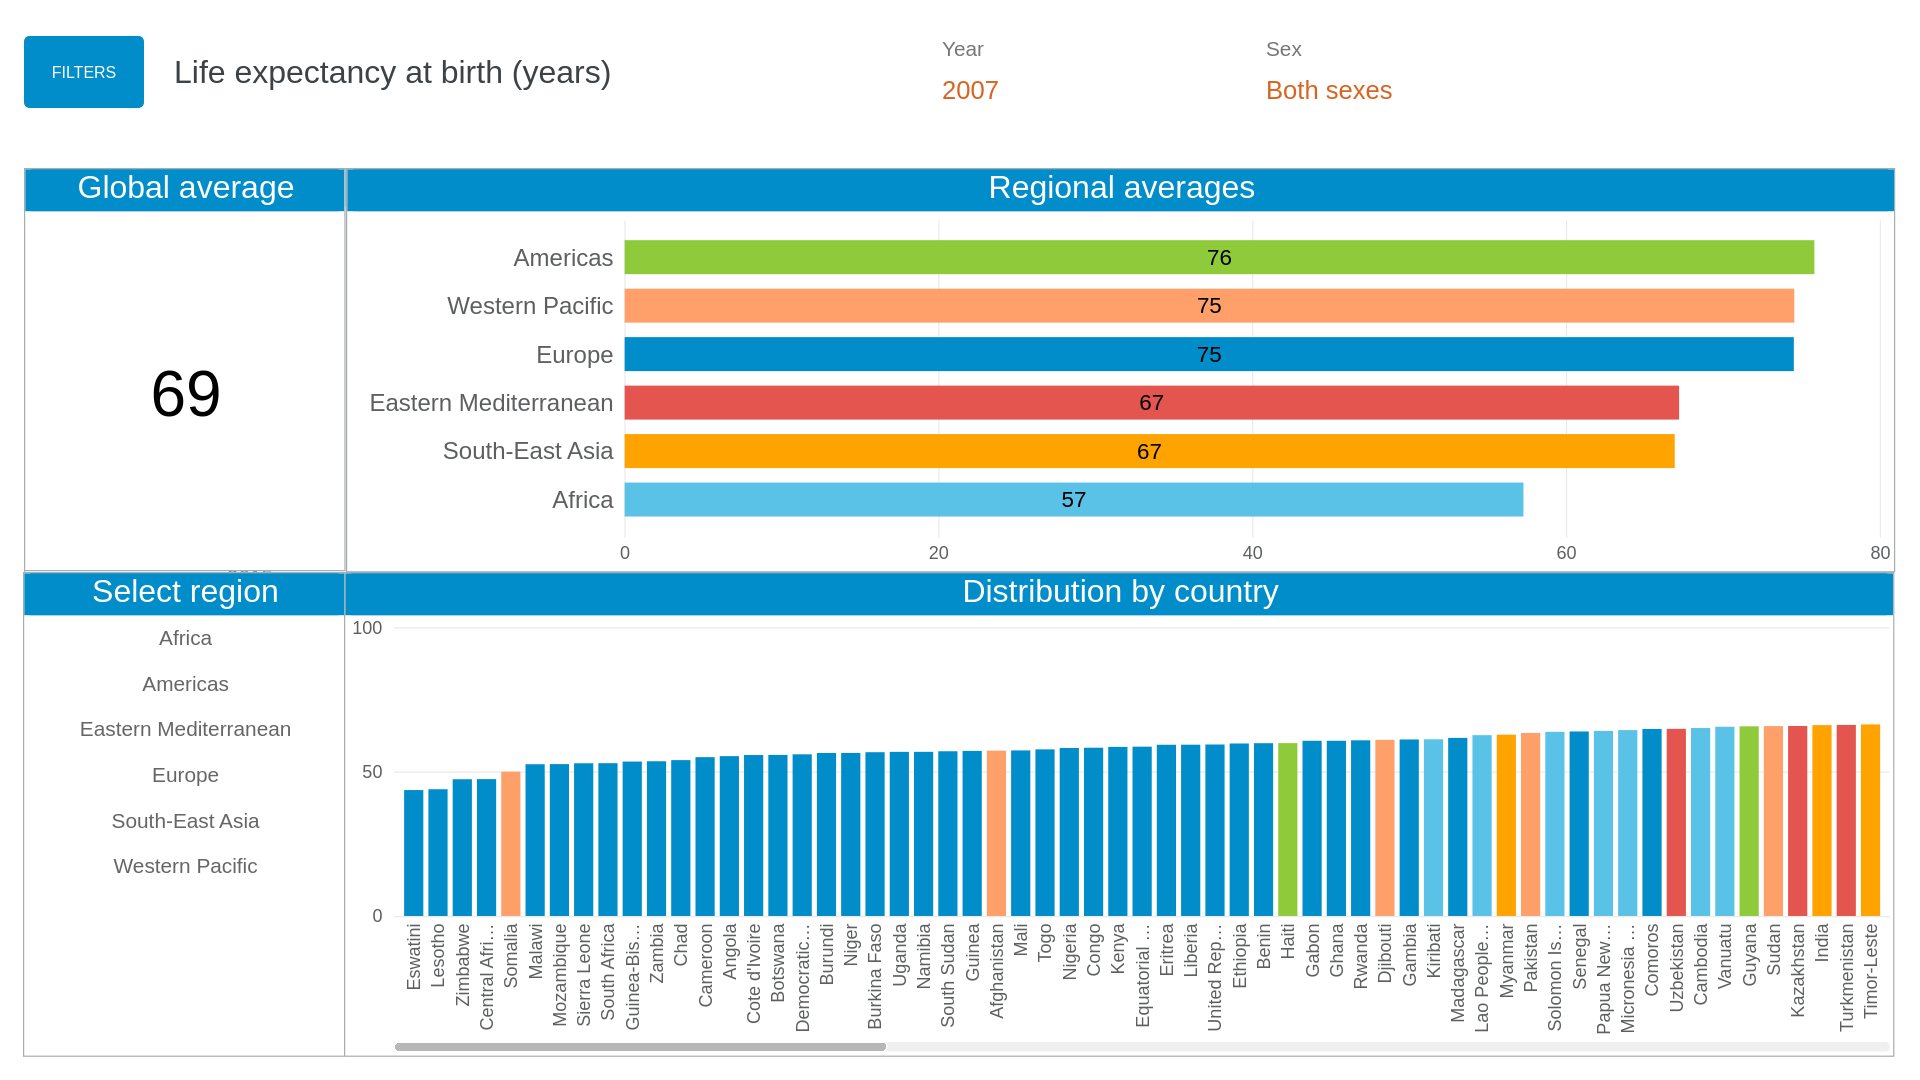 FILTERS
Life expectancy at birth (years)
Year
2007
Sex
Both sexes
Global average
69
Regional averages
Americas 76
Western Pacific 75
Europe 75
Eastern Mediterranean 67
South-East Asia 67
Africa 57
0 20 40 60 80
Select region
Africa
Americas
Eastern Mediterranean
Europe
South-East Asia
Western Pacific
Distribution by country
100
50
0
Eswatini
Lesotho
Zimbabwe
Central Afri...
Somalia
Malawi
Mozambique
Sierra Leone
South Africa
Guinea-Bis...
Zambia
Chad
Cameroon
Angola
Cote d'Ivoire
Botswana
Democratic...
Burundi
Niger
Burkina Faso
Uganda
Namibia
South Sudan
Guinea
Afghanistan
Mali
Togo
Nigeria
Congo
Kenya
Equatorial ...
Eritrea
Liberia
United Rep...
Ethiopia
Benin
Haiti
Gabon
Ghana
Rwanda
Djibouti
Gambia
Kiribati
Madagascar
Lao People...
Myanmar
Pakistan
Solomon Is...
Senegal
Papua New...
Micronesia ...
Comoros
Uzbekistan
Cambodia
Vanuatu
Guyana
Sudan
Kazakhstan
India
Turkmenistan
Timor-Leste